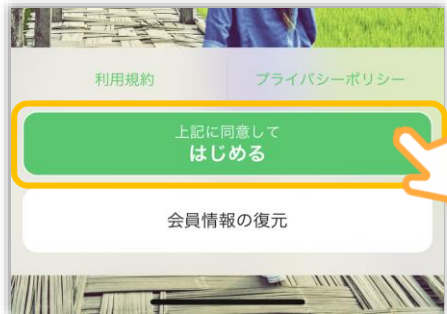 利用規約
プライバシーポリシー
上記に同意して
はじめる
会員情報の復元